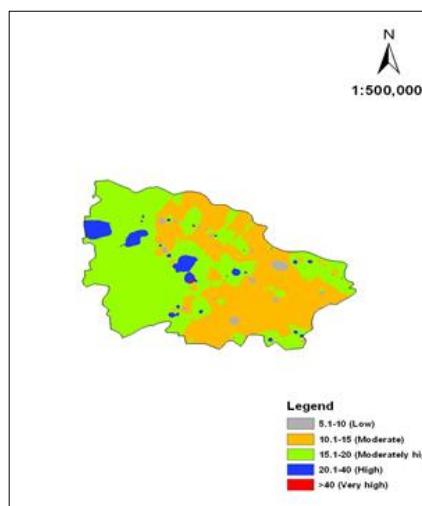 N
1:500,000
Legend
5.1-10 (Low)
10.1-15 (Moderate)
15.1-20 (Moderately hig
20.1-40 (High)
>40 (Very high)